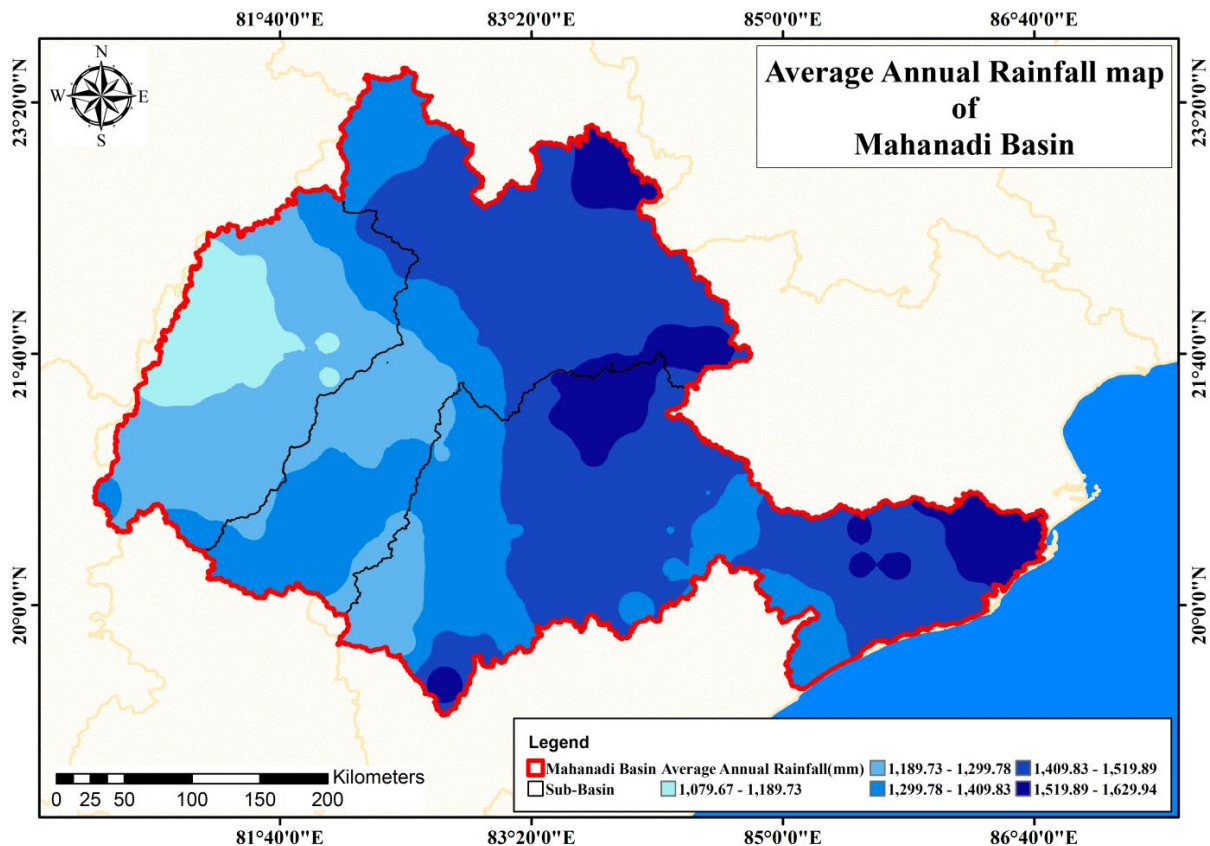 81°40'0"E 83°20'0"E 85°0'0"E 86°40'0"E
N
W E
S
Average Annual Rainfall map
of
Mahanadi Basin
23°20'0"N 23°20'0"N
21°40'0"N 21°40'0"N
20°0'0"N 20°0'0"N
Legend
Mahanadi Basin Average Annual Rainfall(mm) 1,189.73 - 1,299.78 1,409.83 - 1,519.89
Sub-Basin 1,079.67 - 1,189.73 1,299.78 - 1,409.83 1,519.89 - 1,629.94
Kilometers
0 25 50 100 150 200
81°40'0"E 83°20'0"E 85°0'0"E 86°40'0"E